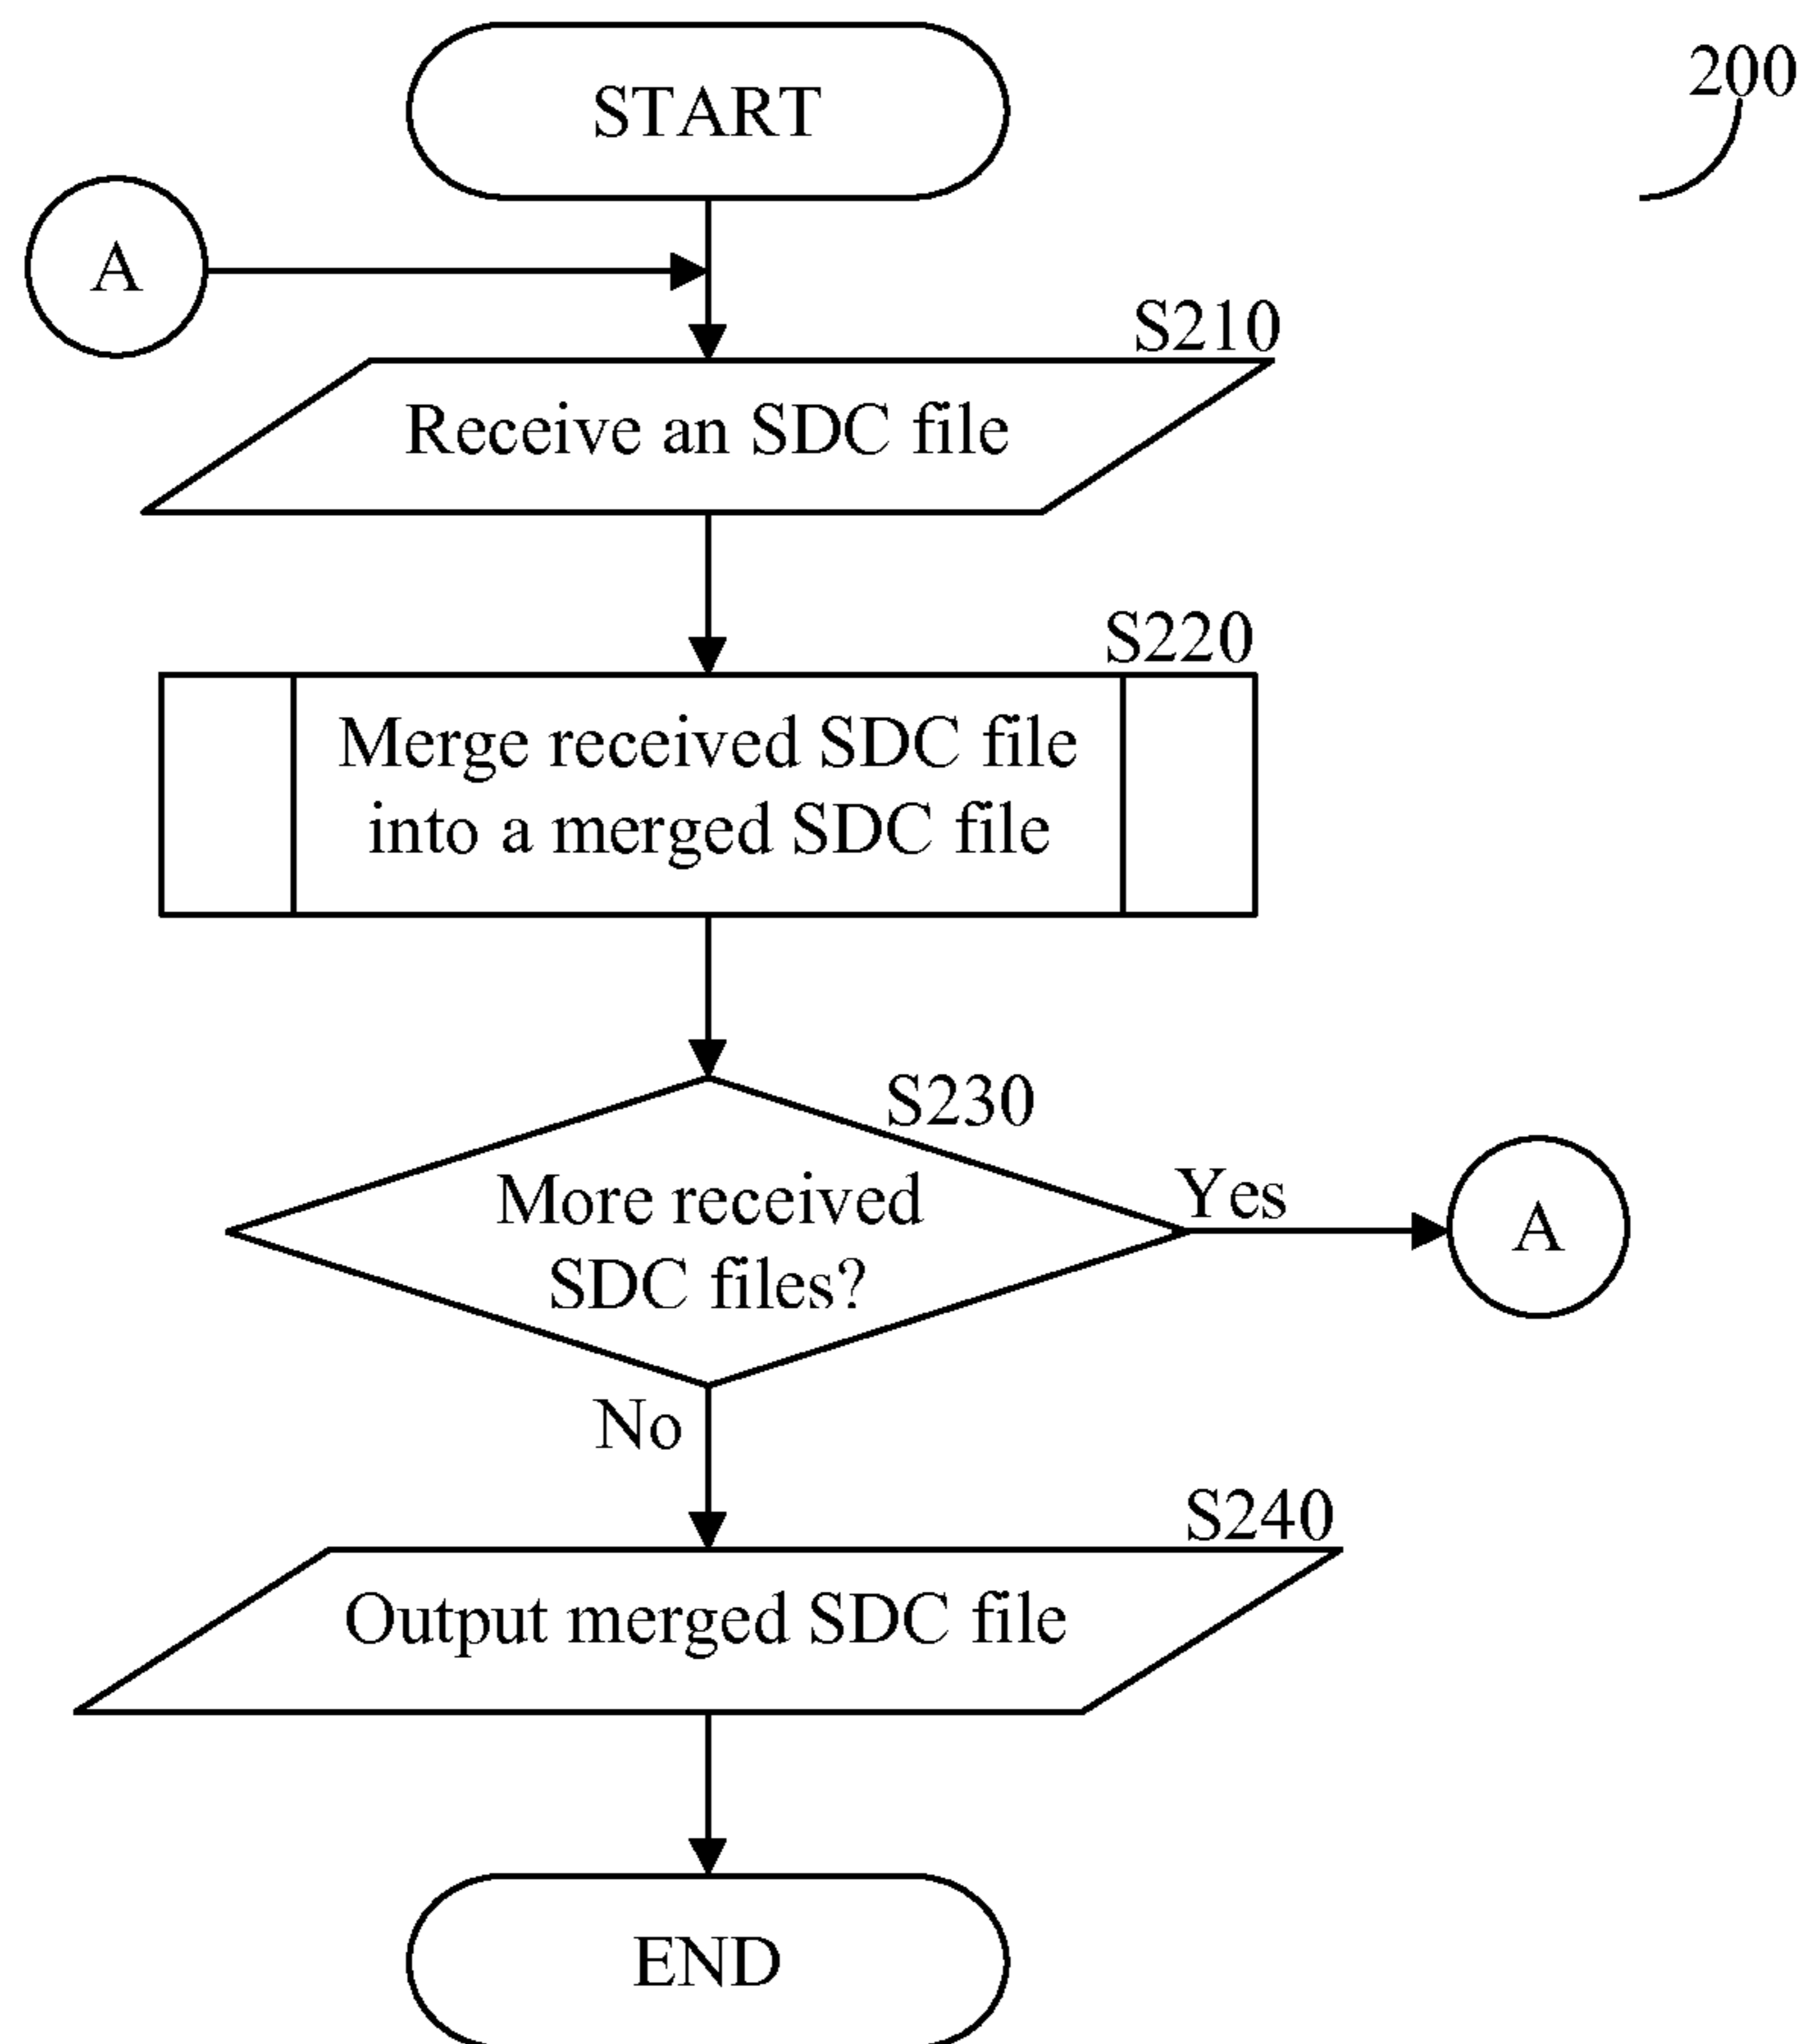 START
200
A
S210
Receive an SDC file
S220
Merge received SDC file
into a merged SDC file
S230
More received
SDC files?
Yes
A
No
S240
Output merged SDC file
END